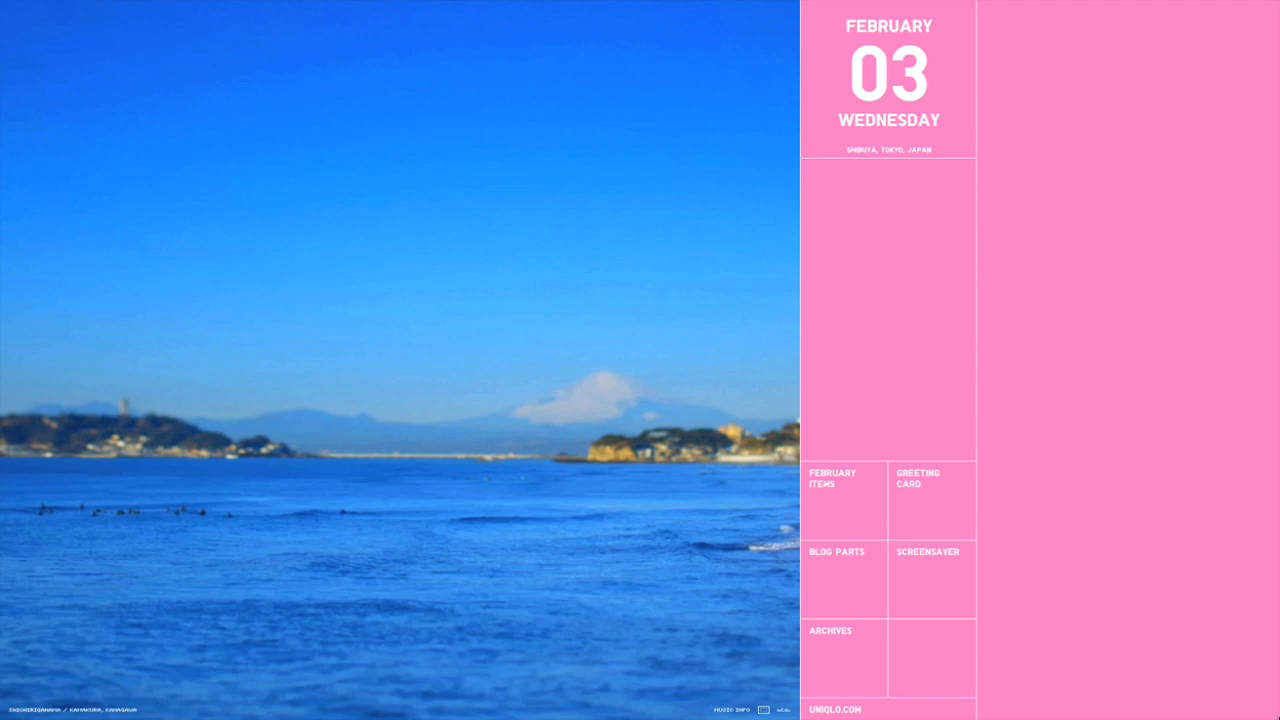 FEBRUARY
03
WEDNESDAY
SHIBUYA, TOKYO, JAPAN
FEBRUARY
ITEMS
GREETING
CARD
BLOG PARTS
SCREENSAVER
ARCHIVES
SHICHIRIGAHAMA / KAMAKURA, KANAGAWA
MUSIC INFO
UNIQLO.COM